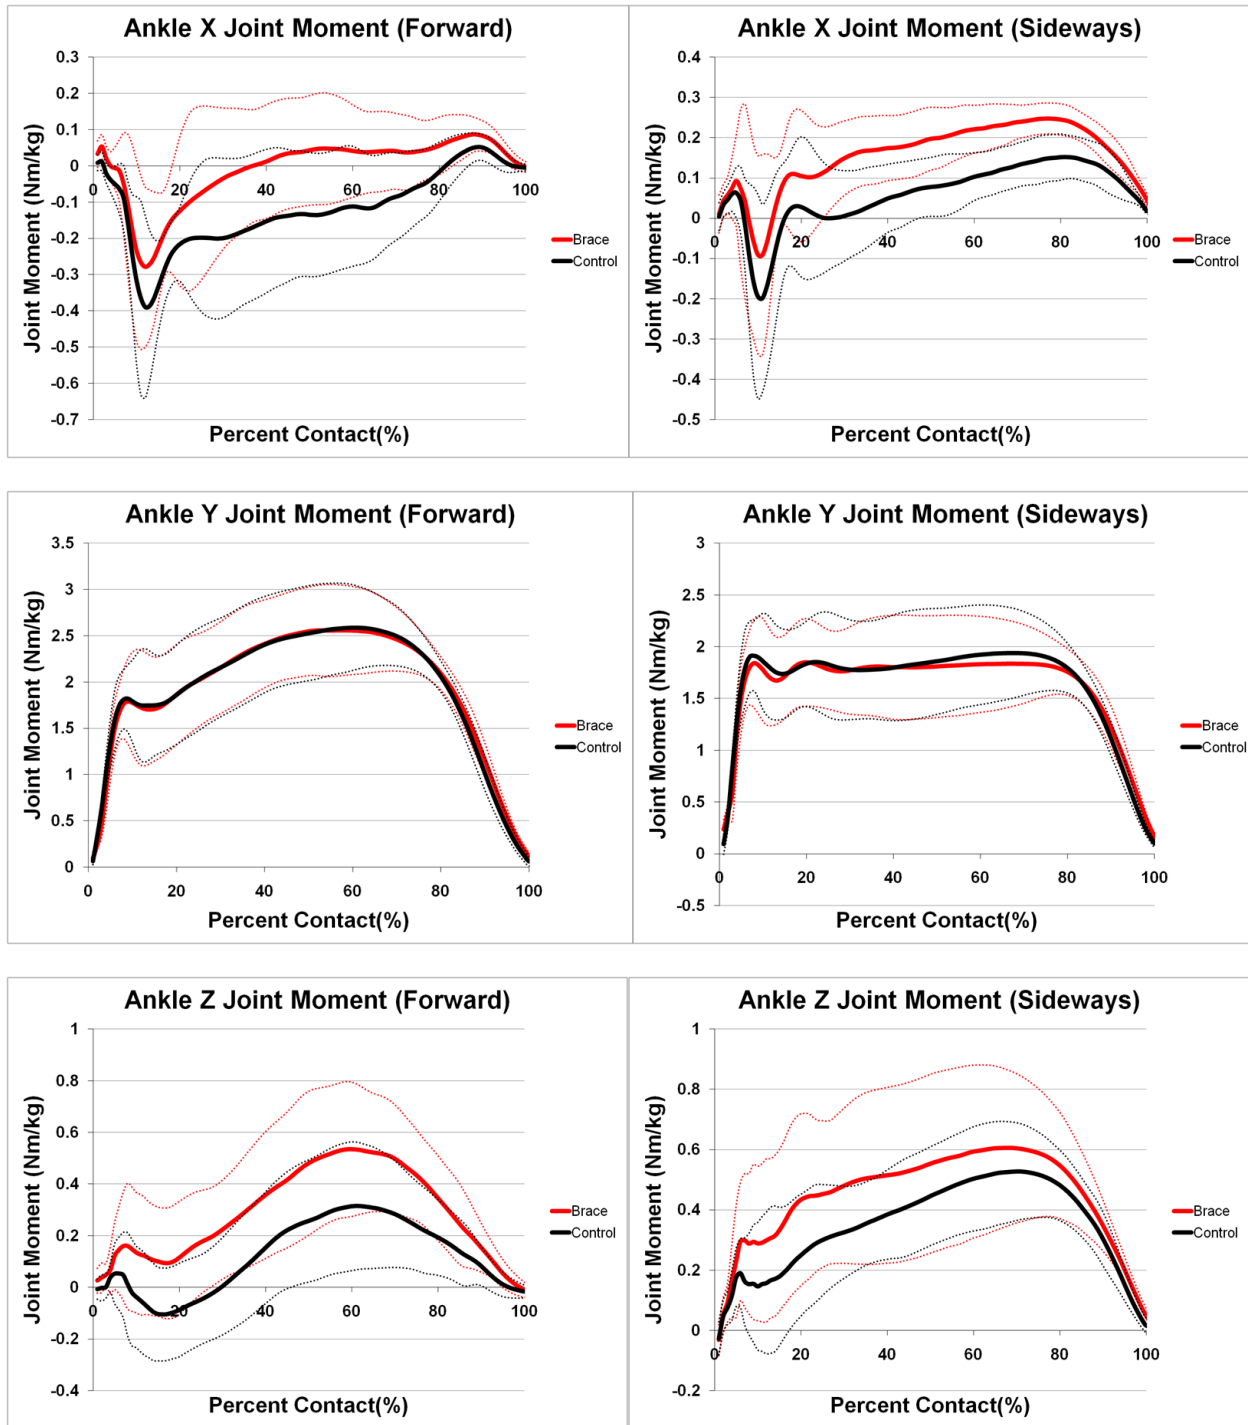 Ankle X Joint Moment (Forward)
Joint Moment (Nm/kg)
0.3
0.2
0.1
0
-0.1
-0.2
-0.3
-0.4
-0.5
-0.6
-0.7
0 20 40 60 80 100
Percent Contact(%)
Brace
Control
Ankle X Joint Moment (Sideways)
Joint Moment (Nm/kg)
0.4
0.3
0.2
0.1
0
-0.1
-0.2
-0.3
-0.4
-0.5
0 20 40 60 80 100
Percent Contact(%)
Brace
Control
Ankle Y Joint Moment (Forward)
Joint Moment (Nm/kg)
3.5
3
2.5
2
1.5
1
0.5
0
0 20 40 60 80 100
Percent Contact(%)
Brace
Control
Ankle Y Joint Moment (Sideways)
Joint Moment (Nm/kg)
3
2.5
2
1.5
1
0.5
0
-0.5
0 20 40 60 80 100
Percent Contact(%)
Brace
Control
Ankle Z Joint Moment (Forward)
Joint Moment (Nm/kg)
1
0.8
0.6
0.4
0.2
0
-0.2
-0.4
0 20 40 60 80 100
Percent Contact(%)
Brace
Control
Ankle Z Joint Moment (Sideways)
Joint Moment (Nm/kg)
1
0.8
0.6
0.4
0.2
0
-0.2
0 20 40 60 80 100
Percent Contact(%)
Brace
Control